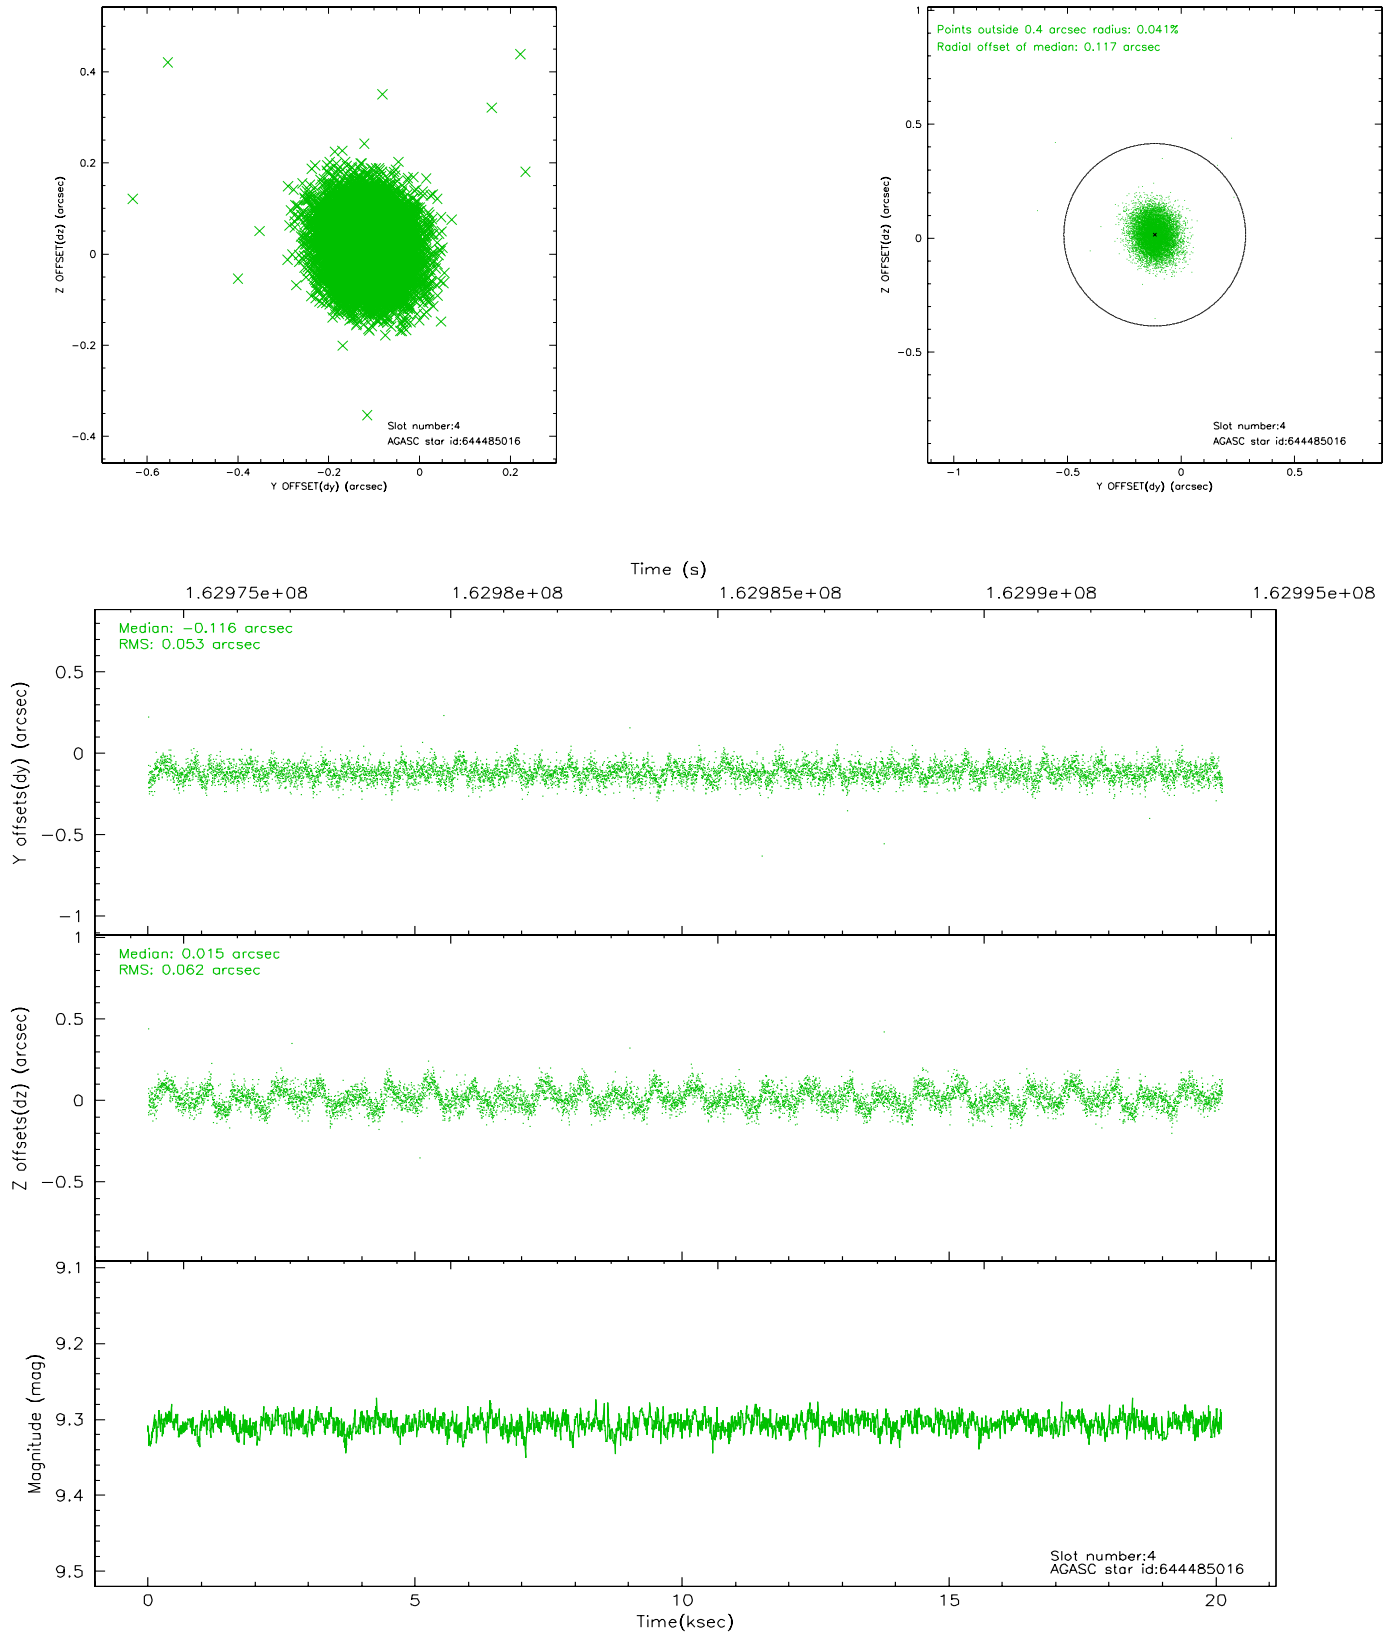 0.4
0.2
0
−0.2
−0.4
Z OFFSET(dz) (arcsec)
−0.6
−0.4
−0.2
0
0.2
Y OFFSET(dy) (arcsec)
Slot number:4
AGASC star id:644485016
Points outside 0.4 arcsec radius: 0.041%
Radial offset of median: 0.117 arcsec
1
0.5
0
−0.5
Z OFFSET(dz) (arcsec)
−1
−0.5
0
0.5
Y OFFSET(dy) (arcsec)
Slot number:4
AGASC star id:644485016
Time (s)
1.62975e+08
1.6298e+08
1.62985e+08
1.6299e+08
1.62995e+08
Median: −0.116 arcsec
RMS: 0.053 arcsec
0.5
0
−0.5
−1
Y offsets(dy) (arcsec)
Median: 0.015 arcsec
RMS: 0.062 arcsec
1
0.5
0
−0.5
Z offsets(dz) (arcsec)
9.1
9.2
9.3
9.4
9.5
Magnitude (mag)
Slot number:4
AGASC star id:644485016
0
5
10
15
20
Time(ksec)